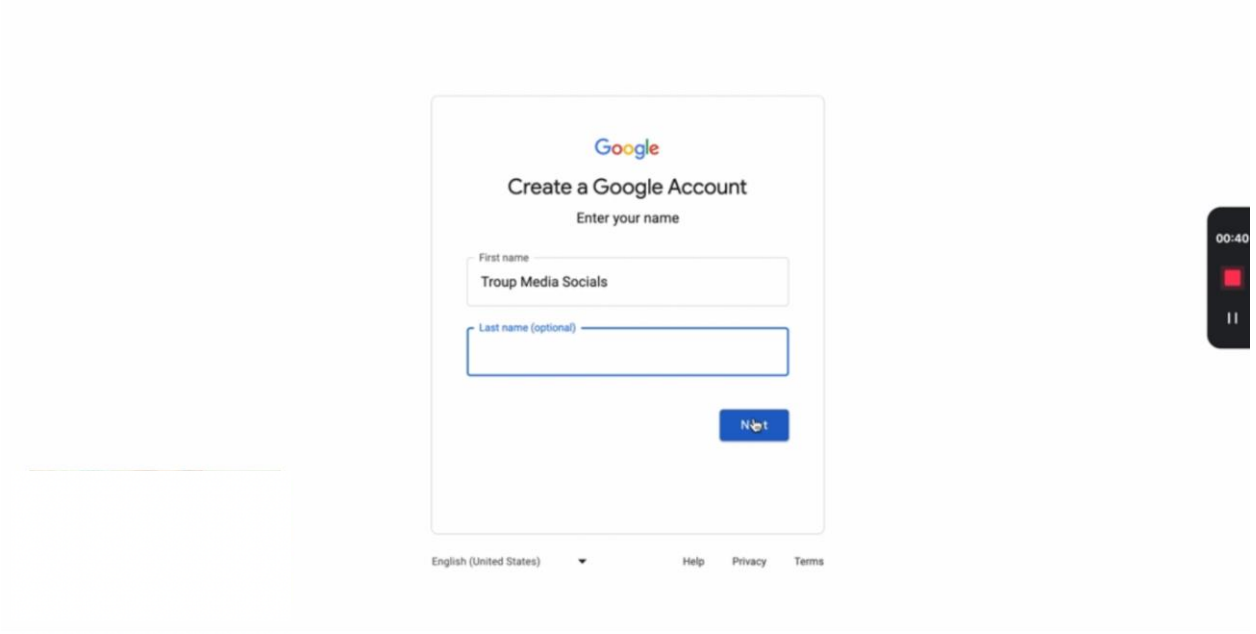 Google
Create a Google Account
Enter your name
First name
Troup Media Socials
Last name (optional)
Next
English (United States)
Help Privacy Terms
00:40